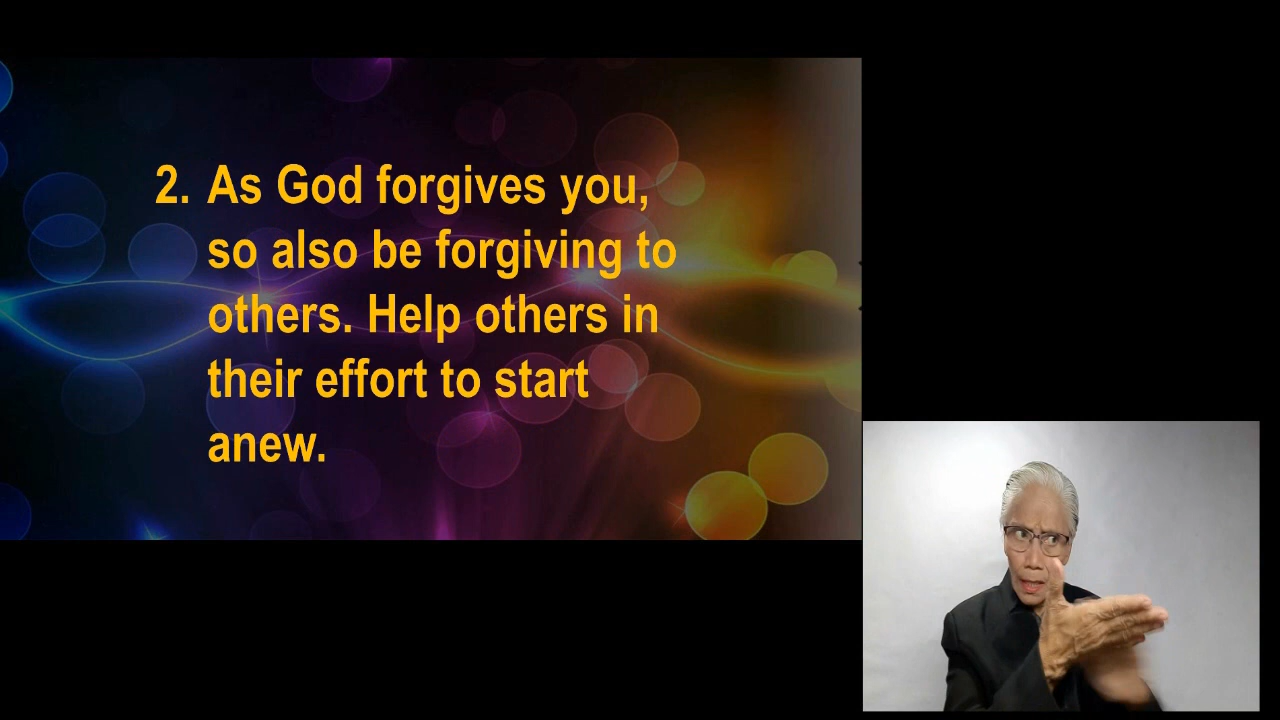 2. As God forgives you,
so also be forgiving to
others. Help others in
their effort to start
anew.